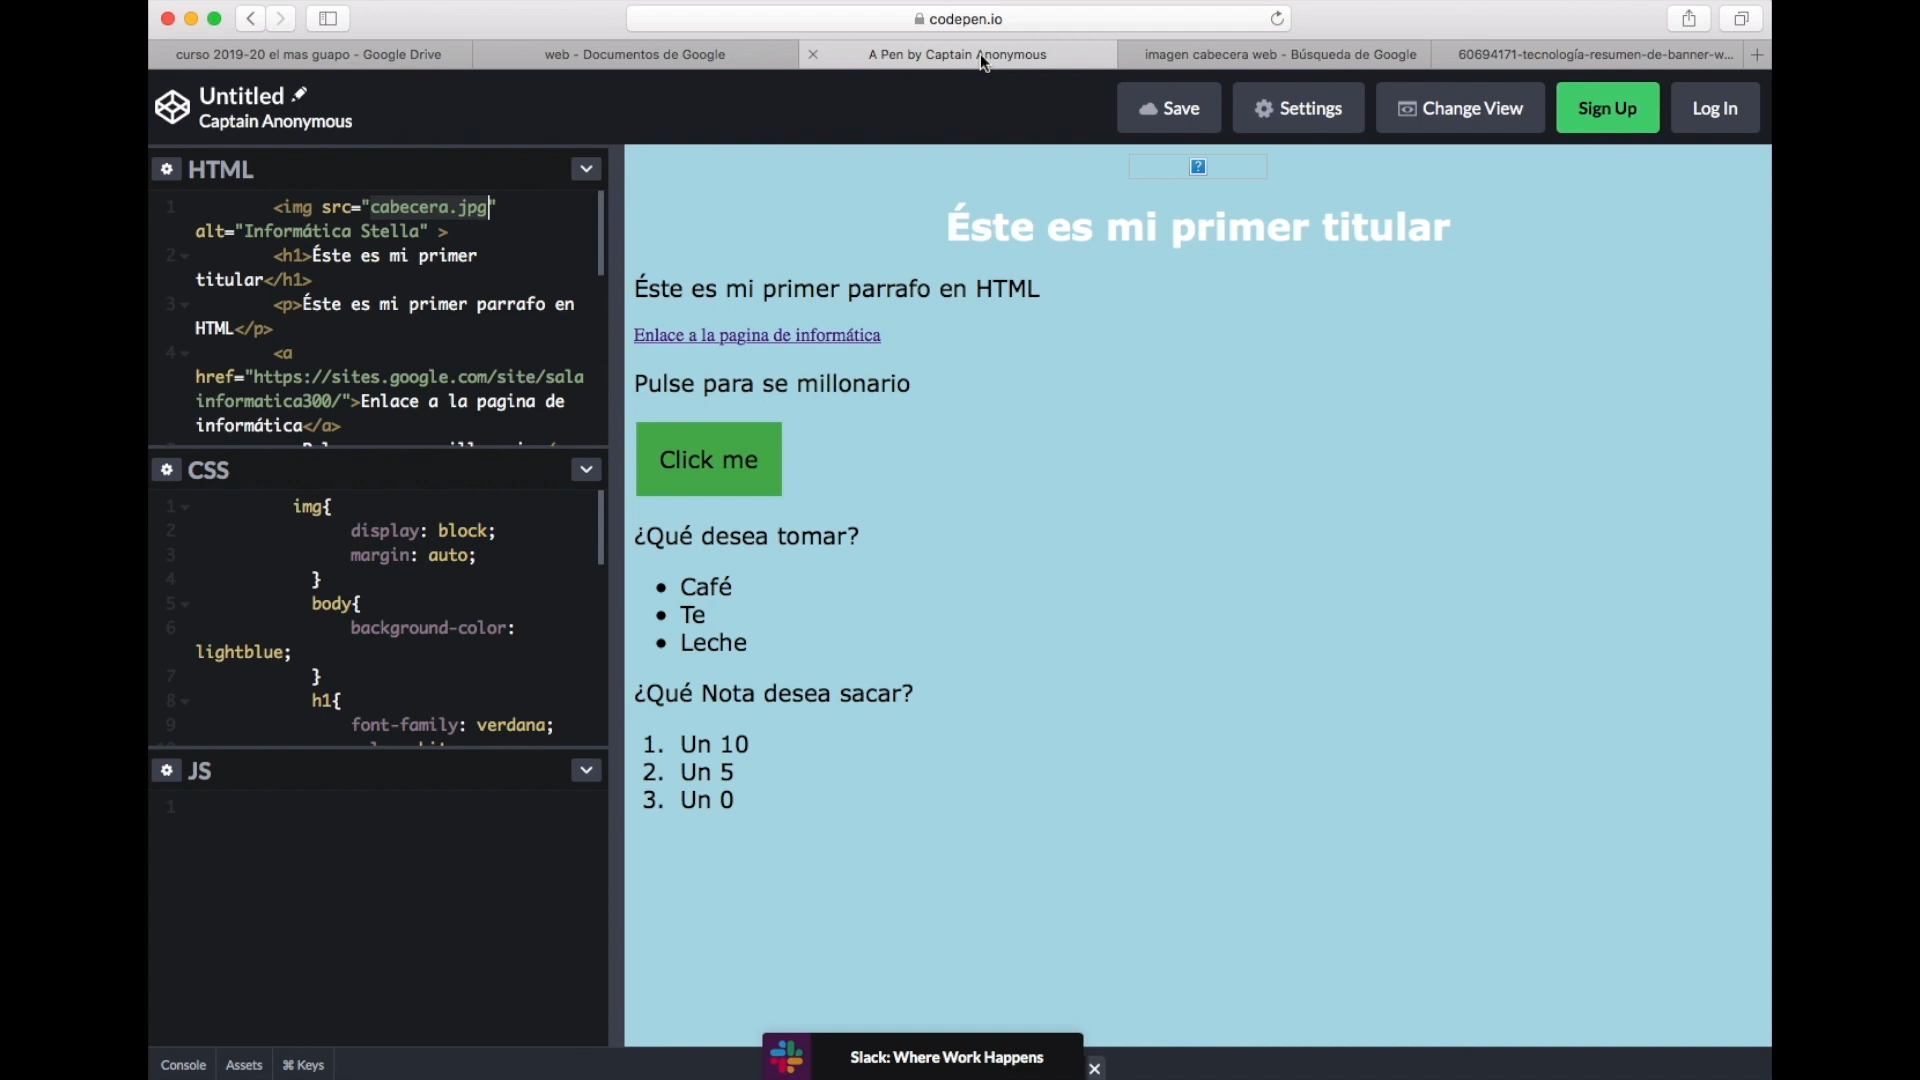 codepen.io
curso 2019-20 el mas guapo - Google Drive
web - Documentos de Google
A Pen by Captain Anonymous
imagen cabecera web - Búsqueda de Google
60694171-tecnología-resumen-de-banner-w...
Untitled
Captain Anonymous
Save
Settings
Change View
Sign Up
Log In
HTML
1 <img src="cabecera.jpg"
alt="Informática Stella" >
2 <h1>Éste es mi primer
titular</h1>
3 <p>Éste es mi primer parrafo en
HTML</p>
4 <a
href="https://sites.google.com/site/sala
informatica300/">Enlace a la pagina de
informática</a>
CSS
1 img{
2 display: block;
3 margin: auto;
4 }
5 body{
6 background-color:
lightblue;
7 }
8 h1{
9 font-family: verdana;
JS
1
?
Éste es mi primer titular
Éste es mi primer parrafo en HTML
Enlace a la pagina de informática
Pulse para se millonario
Click me
¿Qué desea tomar?
• Café
• Te
• Leche
¿Qué Nota desea sacar?
1. Un 10
2. Un 5
3. Un 0
Console
Assets
⌘ Keys
Slack: Where Work Happens